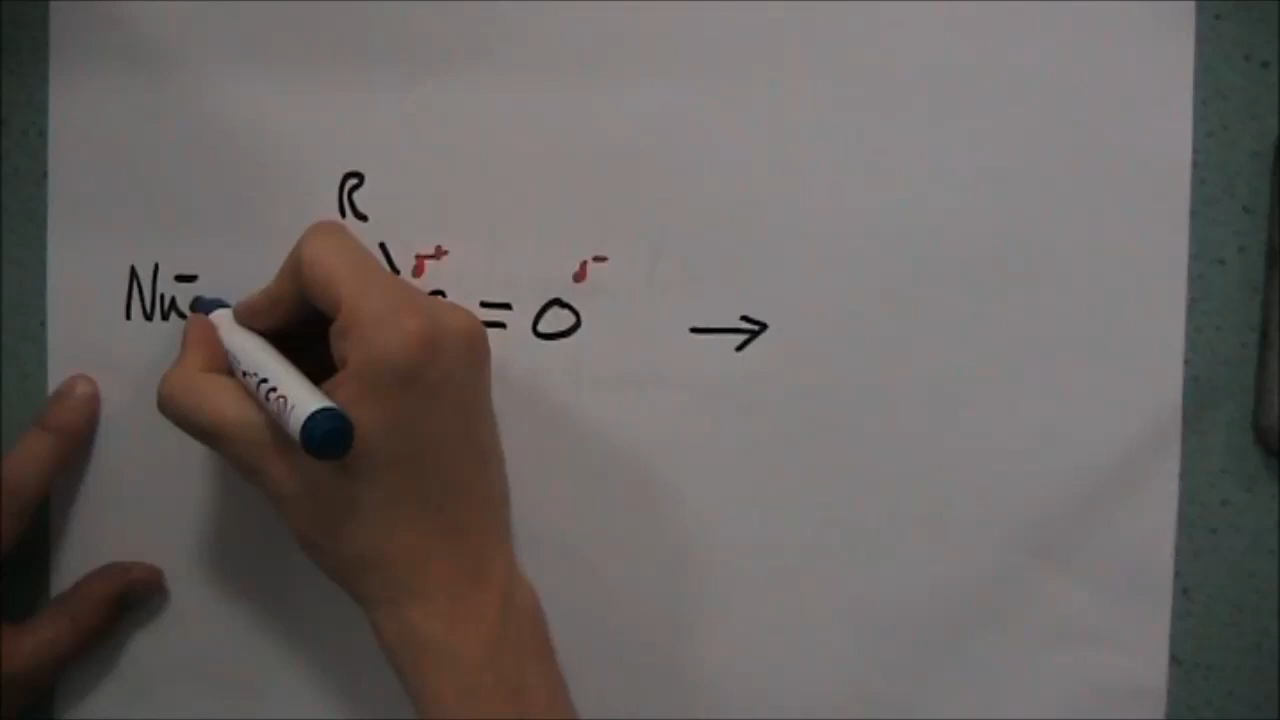 R
δ+ δ-
Nu- = O →